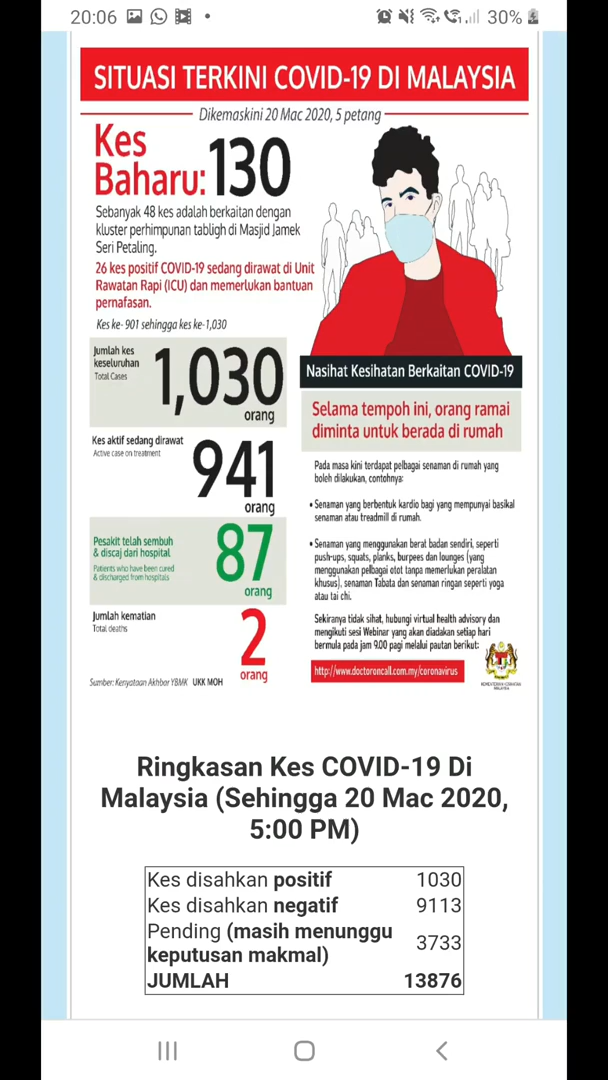 20:06
30%
SITUASI TERKINI COVID-19 DI MALAYSIA
Dikemaskini 20 Mac 2020, 5 petang
Kes
Baharu: 130
Sebanyak 48 kes adalah berkaitan dengan
kluster perhimpunan tabligh di Masjid Jamek
Seri Petaling.
26 kes positif COVID-19 sedang dirawat di Unit
Rawatan Rapi (ICU) dan memerlukan bantuan
pernafasan.
Kes ke- 901 sehingga kes ke-1,030
Jumlah kes
keseluruhan
Total Cases
1,030
orang
Kes aktif sedang dirawat
Active case on treatment
941
orang
Pesakit telah sembuh
& discaj dari hospital
Patients who have been cured
& discharged from hospitals
87
orang
Jumlah kematian
Total deaths
2
orang
Sumber: Kenyataan Akhbar YBMK UKK MOH
Nasihat Kesihatan Berkaitan COVID-19
Selama tempoh ini, orang ramai
diminta untuk berada di rumah
Pada masa kini terdapat pelbagai senaman di rumah yang
boleh dilakukan, contohnya:
• Senaman yang berbentuk kardio bagi yang mempunyai basikal
senaman atau treadmill di rumah.
• Senaman yang menggunakan berat badan sendiri, seperti
push-ups, squats, planks, burpees dan lounges (yang
menggunakan pelbagai otot tanpa memerlukan peralatan
khusus), senaman Tabata dan senaman ringan seperti yoga
atau tai chi.
Sekiranya tidak sihat, hubungi virtual health advisory dan
mengikuti sesi Webinar yang akan diadakan setiap hari
bermula pada jam 9.00 pagi melalui pautan berikut:
http://www.doctoroncall.com.my/coronavirus
KEMENTERIAN KESIHATAN
MALAYSIA
Ringkasan Kes COVID-19 Di
Malaysia (Sehingga 20 Mac 2020,
5:00 PM)
Kes disahkan positif 1030
Kes disahkan negatif 9113
Pending (masih menunggu
keputusan makmal) 3733
JUMLAH 13876